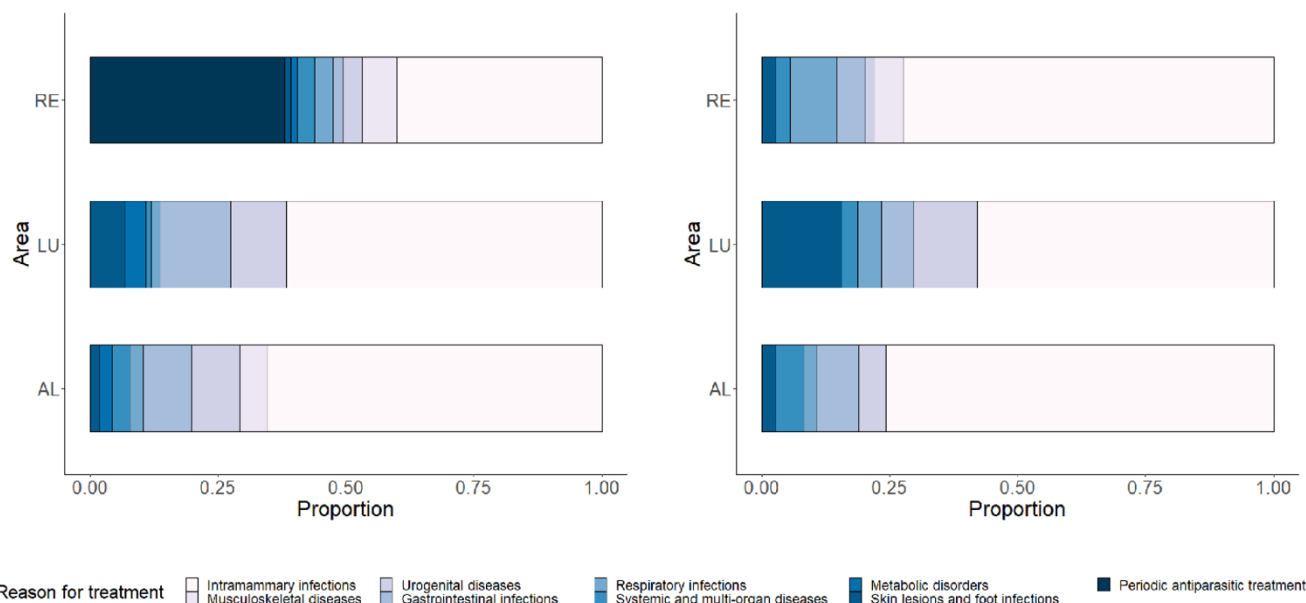 RE
LU
AL
Area
0.00 0.25 0.50 0.75 1.00
Proportion
RE
LU
AL
Area
0.00 0.25 0.50 0.75 1.00
Proportion
Reason for treatment
Intramammary infections
Musculoskeletal diseases
Urogenital diseases
Gastrointestinal infections
Respiratory infections
Systemic and multi-organ diseases
Metabolic disorders
Skin lesions and foot infections
Periodic antiparasitic treatment